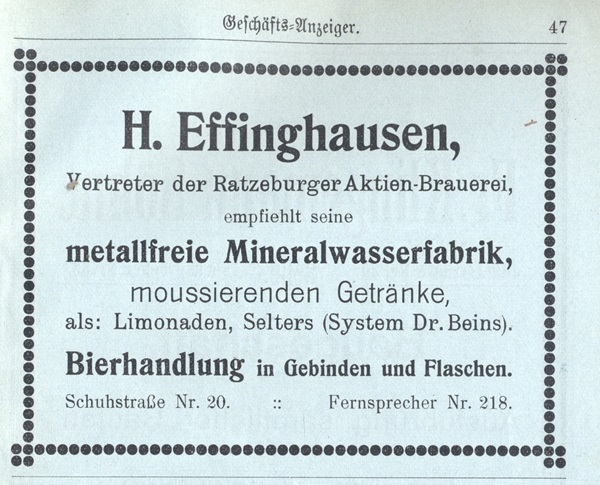 Geschäfts-Anzeiger. 47
H. Effinghausen,
Vertreter der Ratzeburger Aktien-Brauerei,
empfiehlt seine
metallfreie Mineralwasserfabrik,
moussierenden Getränke,
als: Limonaden, Selters (System Dr. Beins).
Bierhandlung in Gebinden und Flaschen.
Schuhstraße Nr. 20. :: Fernsprecher Nr. 218.